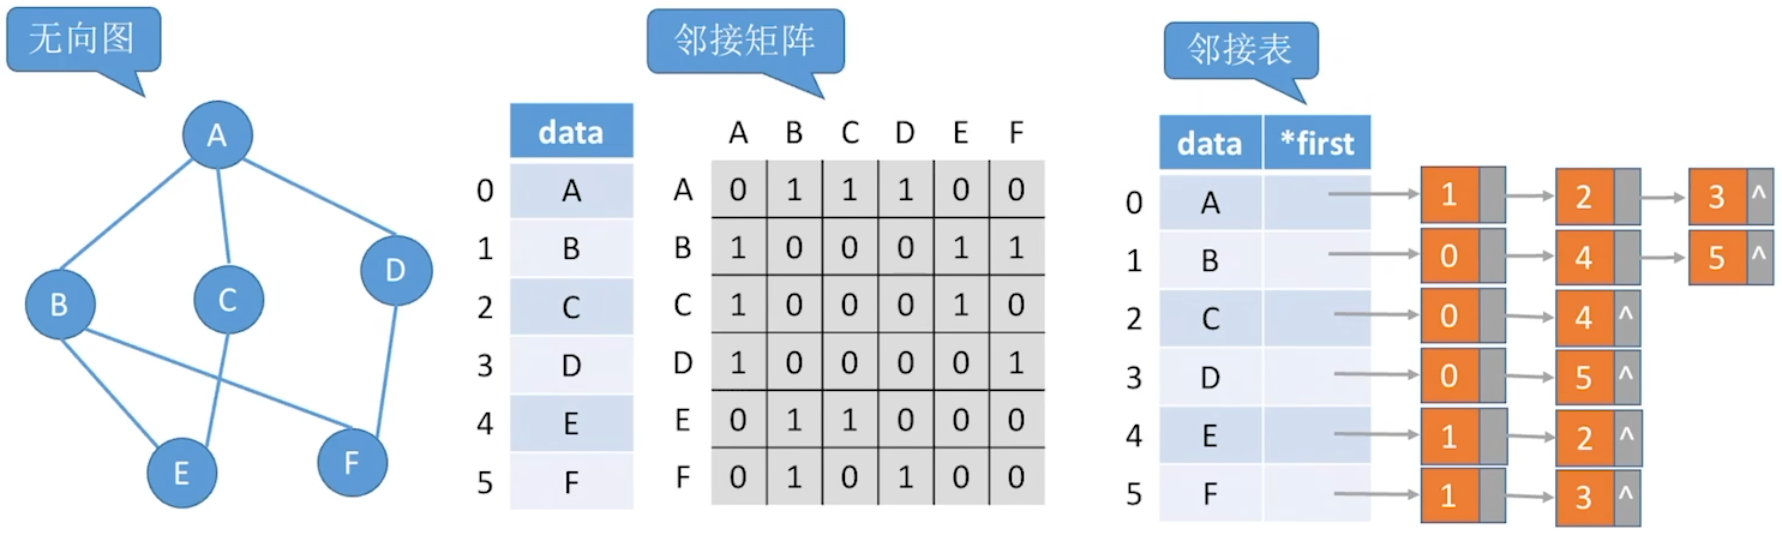 无向图
A
B
C
D
E
F
邻接矩阵
data
0 A
1 B
2 C
3 D
4 E
5 F
A B C D E F
A 0 1 1 1 0 0
B 1 0 0 0 1 1
C 1 0 0 0 1 0
D 1 0 0 0 0 1
E 0 1 1 0 0 0
F 0 1 0 1 0 0
邻接表
data *first
0 A 1 2 3 ^
1 B 0 4 5 ^
2 C 0 4 ^
3 D 0 5 ^
4 E 1 2 ^
5 F 1 3 ^